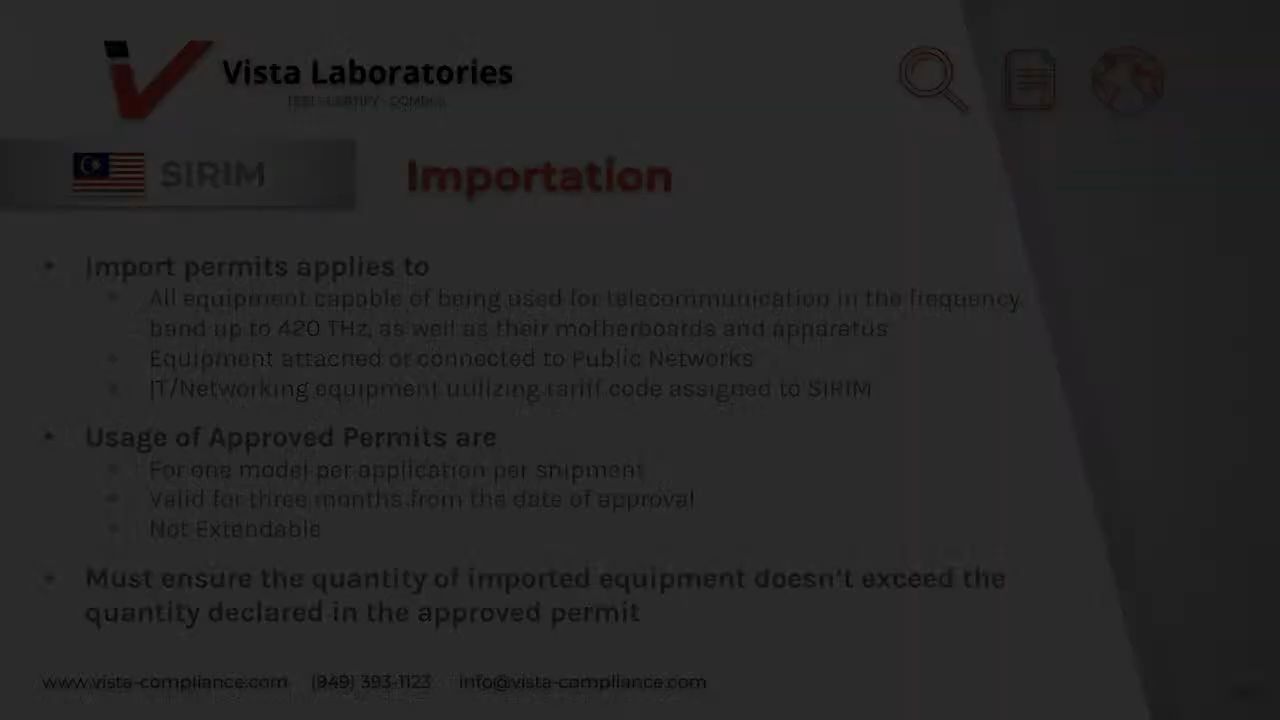 Vista Laboratories
TEST · CERTIFY · COMPLY
SIRIM
Importation
• Import permits applies to
• All equipment capable of being used for telecommunication in the frequency
band up to 420 THz, as well as their motherboards and apparatus
• Equipment attached or connected to Public Networks
• IT/Networking equipment utilizing tariff code assigned to SIRIM
• Usage of Approved Permits are
• For one model per application per shipment
• Valid for three months from the date of approval
• Not Extendable
• Must ensure the quantity of imported equipment doesn't exceed the
quantity declared in the approved permit
www.vista-compliance.com (949) 393-1123 info@vista-compliance.com